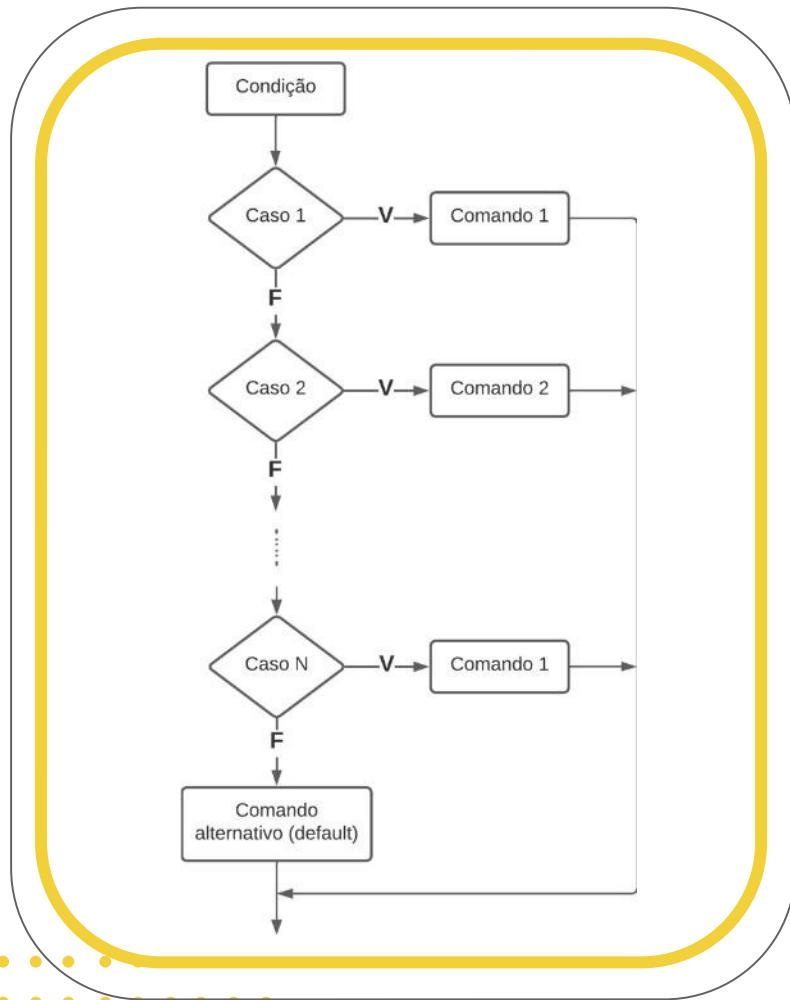 Condição
Caso 1
V
Comando 1
F
Caso 2
V
Comando 2
F
Caso N
V
Comando 1
F
Comando
alternativo (default)